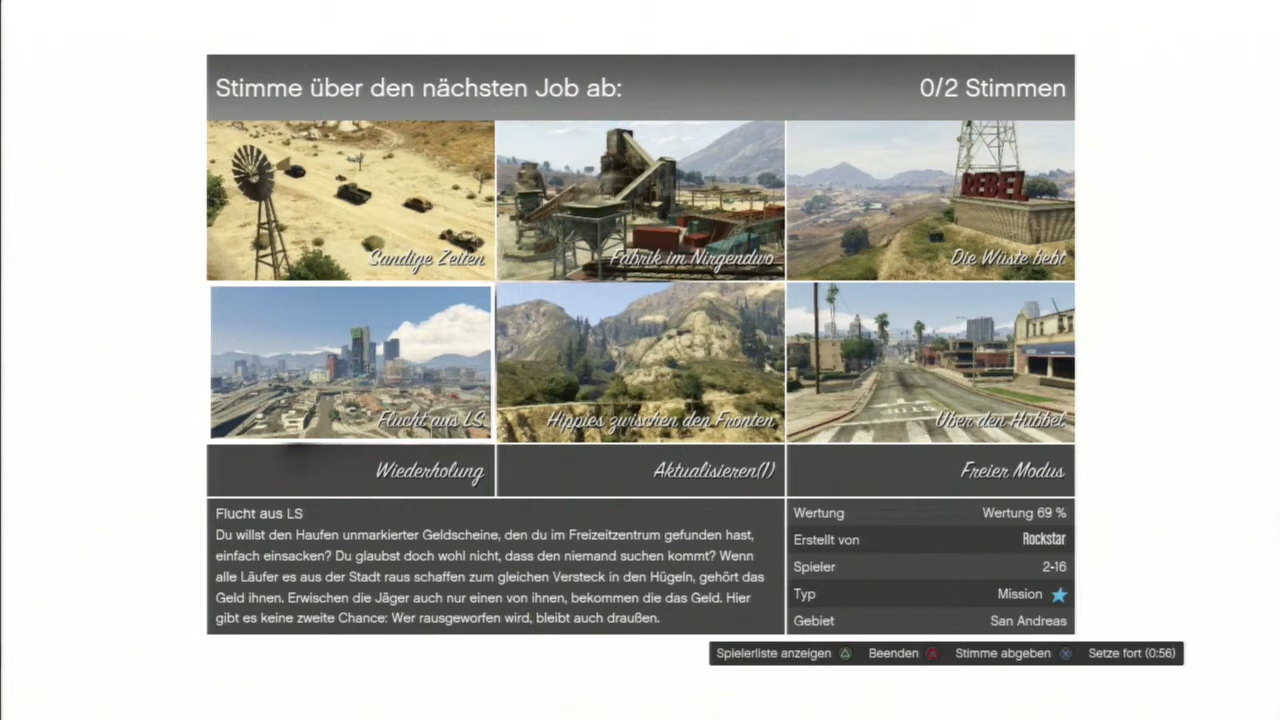 Stimme über den nächsten Job ab:
0/2 Stimmen
REBEL
Sandige Zeiten
Fabrik im Nirgendwo
Die Wüste bebt
Flucht aus LS
Hippies zwischen den Fronten
STOP
Über den Hubbel
Wiederholung
Aktualisieren(1)
Freier Modus
Flucht aus LS
Du willst den Haufen unmarkierter Geldscheine, den du im Freizeitzentrum gefunden hast,
einfach einsacken? Du glaubst doch wohl nicht, dass den niemand suchen kommt? Wenn
alle Läufer es aus der Stadt raus schaffen zum gleichen Versteck in den Hügeln, gehört das
Geld ihnen. Erwischen die Jäger auch nur einen von ihnen, bekommen die das Geld. Hier
gibt es keine zweite Chance: Wer rausgeworfen wird, bleibt auch draußen.
Wertung Wertung 69 %
Erstellt von Rockstar
Spieler 2-16
Typ Mission
Gebiet San Andreas
Spielerliste anzeigen Beenden Stimme abgeben Setze fort (0:56)